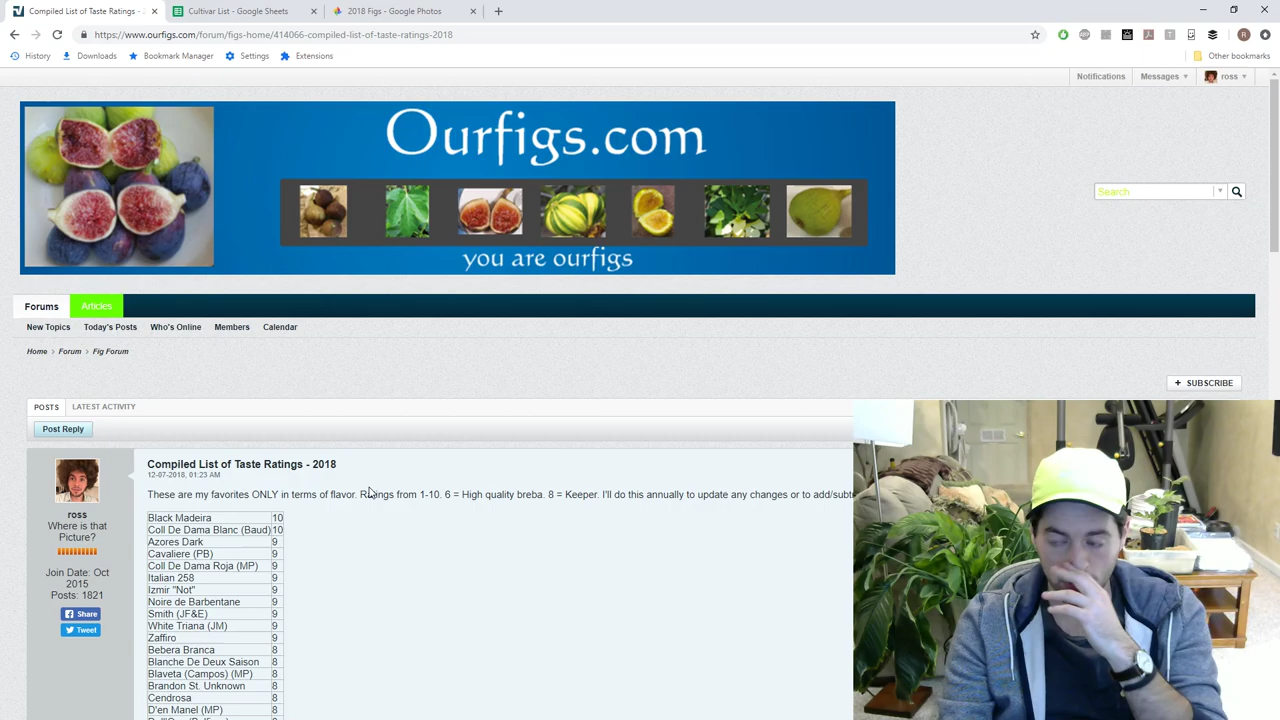 Compiled List of Taste Ratings - 2
Cultivar List - Google Sheets
2018 Figs - Google Photos
https://www.ourfigs.com/forum/figs-home/414066-compiled-list-of-taste-ratings-2018
History
Downloads
Bookmark Manager
Settings
Extensions
Other bookmarks
Notifications
Messages
ross
Ourfigs.com
you are ourfigs
Search
Forums
Articles
New Topics
Today's Posts
Who's Online
Members
Calendar
Home > Forum > Fig Forum
+ SUBSCRIBE
POSTS
LATEST ACTIVITY
Post Reply
ross
Where is that
Picture?
Join Date: Oct
2015
Posts: 1821
Share
Tweet
Compiled List of Taste Ratings - 2018
12-07-2018, 01:23 AM
These are my favorites ONLY in terms of flavor. Ratings from 1-10. 6 = High quality breba. 8 = Keeper. I'll do this annually to update any changes or to add/subt
Black Madeira 10
Coll De Dama Blanc (Baud) 10
Azores Dark 9
Cavaliere (PB) 9
Coll De Dama Roja (MP) 9
Italian 258 9
Izmir "Not" 9
Noire de Barbentane 9
Smith (JF&E) 9
White Triana (JM) 9
Zaffiro 9
Bebera Branca 8
Blanche De Deux Saison 8
Blaveta (Campos) (MP) 8
Brandon St. Unknown 8
Cendrosa 8
D'en Manel (MP) 8